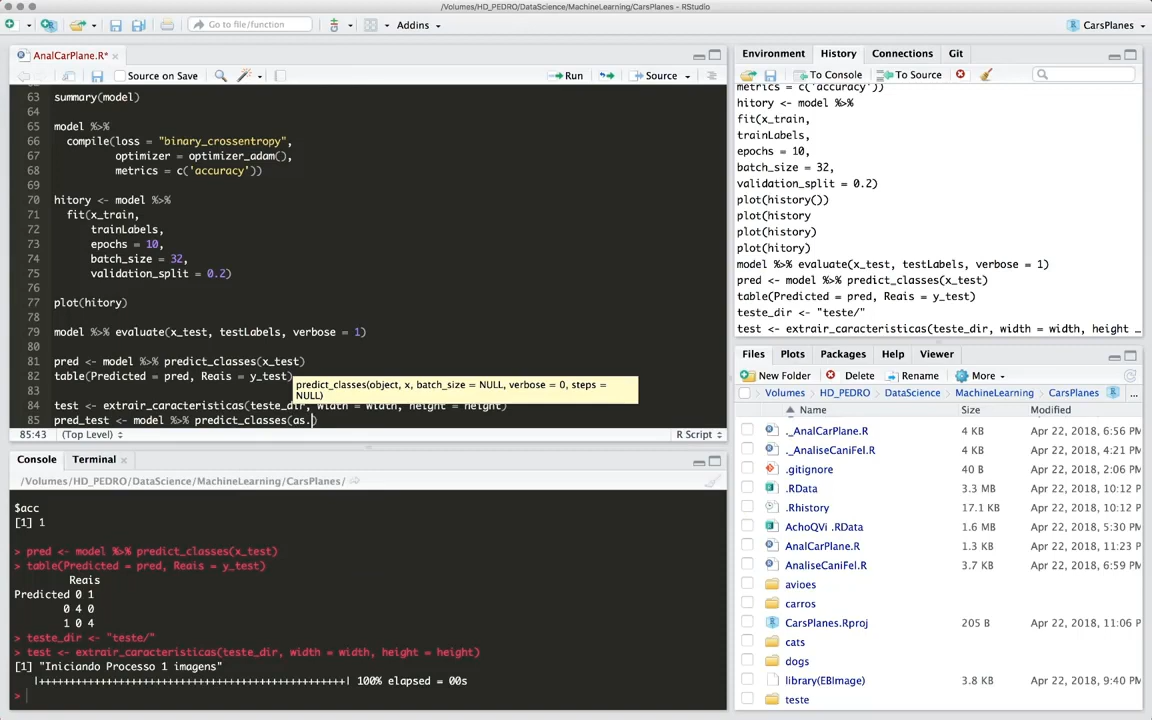 /Volumes/HD_PEDRO/DataScience/MachineLearning/CarsPlanes - RStudio
Go to file/function
Addins
CarsPlanes
AnalCarPlane.R*
Source on Save
Run
Source
63 summary(model)
64
65 model %>%
66 compile(loss = "binary_crossentropy",
67 optimizer = optimizer_adam(),
68 metrics = c('accuracy'))
69
70 hitory <- model %>%
71 fit(x_train,
72 trainLabels,
73 epochs = 10,
74 batch_size = 32,
75 validation_split = 0.2)
76
77 plot(hitory)
78
79 model %>% evaluate(x_test, testLabels, verbose = 1)
80
81 pred <- model %>% predict_classes(x_test)
82 table(Predicted = pred, Reais = y_test)
predict_classes(object, x, batch_size = NULL, verbose = 0, steps =
NULL)
83
84 test <- extrair_caracteristicas(teste_dir, width = width, height = height)
85 pred_test <- model %>% predict_classes(as.)
85:43 (Top Level) R Script
Console Terminal
/Volumes/HD_PEDRO/DataScience/MachineLearning/CarsPlanes/
$acc
[1] 1
> pred <- model %>% predict_classes(x_test)
> table(Predicted = pred, Reais = y_test)
Reais
Predicted 0 1
0 4 0
1 0 4
> teste_dir <- "teste/"
> test <- extrair_caracteristicas(teste_dir, width = width, height = height)
[1] "Iniciando Processo 1 imagens"
|++++++++++++++++++++++++++++++++++++++++++++++++++| 100% elapsed = 00s
>
Environment History Connections Git
To Console To Source
metrics = c('accuracy'))
hitory <- model %>%
fit(x_train,
trainLabels,
epochs = 10,
batch_size = 32,
validation_split = 0.2)
plot(history())
plot(history
plot(history)
plot(hitory)
model %>% evaluate(x_test, testLabels, verbose = 1)
pred <- model %>% predict_classes(x_test)
table(Predicted = pred, Reais = y_test)
teste_dir <- "teste/"
test <- extrair_caracteristicas(teste_dir, width = width, height …
Files Plots Packages Help Viewer
New Folder Delete Rename More
Volumes HD_PEDRO DataScience MachineLearning CarsPlanes ...
Name Size Modified
._AnalCarPlane.R 4 KB Apr 22, 2018, 6:56 PM
._AnaliseCaniFel.R 4 KB Apr 22, 2018, 4:21 PM
.gitignore 40 B Apr 22, 2018, 2:06 PM
.RData 3.3 MB Apr 22, 2018, 10:12 P
.Rhistory 17.1 KB Apr 22, 2018, 10:12 P
AchoQVi .RData 1.6 MB Apr 22, 2018, 5:30 PM
AnalCarPlane.R 1.3 KB Apr 22, 2018, 11:23 P
AnaliseCaniFel.R 3.7 KB Apr 22, 2018, 6:59 PM
avioes
carros
CarsPlanes.Rproj 205 B Apr 22, 2018, 11:06 P
cats
dogs
library(EBImage) 3.8 KB Apr 22, 2018, 9:40 PM
teste